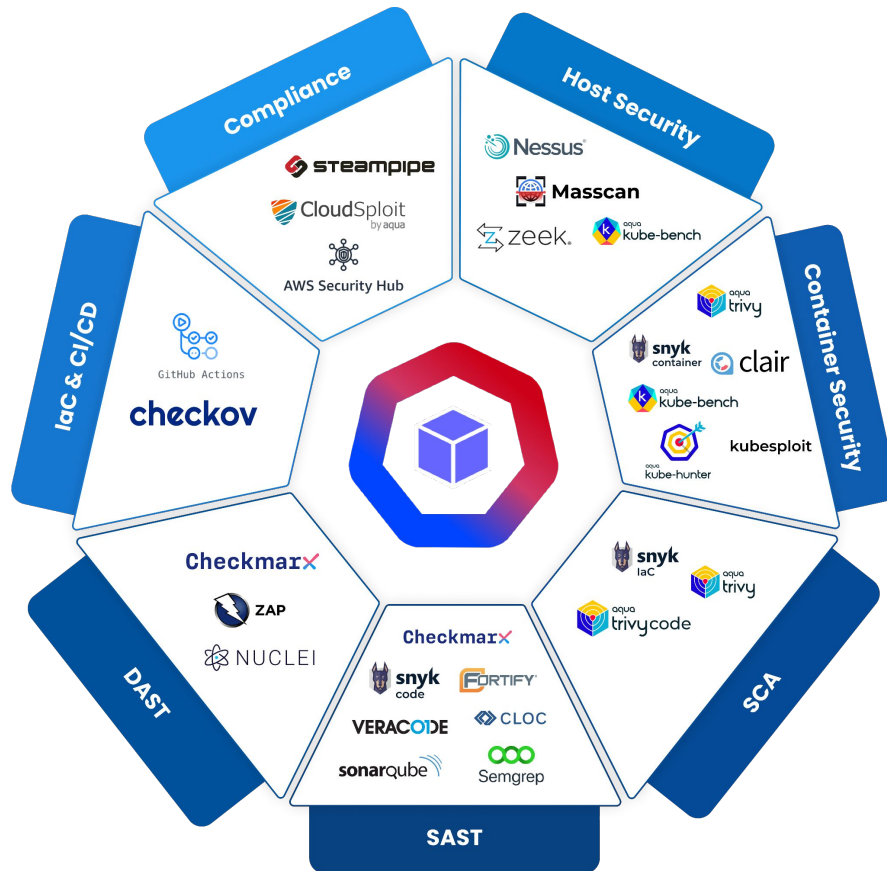 Compliance
STEAMPIPE
CloudSploit
by aqua
AWS Security Hub
Host Security
Nessus®
Masscan
zeek®
aqua
kube-bench
Container Security
aqua
trivy
snyk
container
clair
aqua
kube-bench
aqua
kube-hunter
kubesploit
SCA
snyk
IaC
aqua
trivy
aqua
trivycode
SAST
Checkmarx
snyk
code
FORTIFY
VERACODE
CLOC
sonarqube
Semgrep
DAST
Checkmarx
ZAP
NUCLEI
IaC & CI/CD
GitHub Actions
checkov